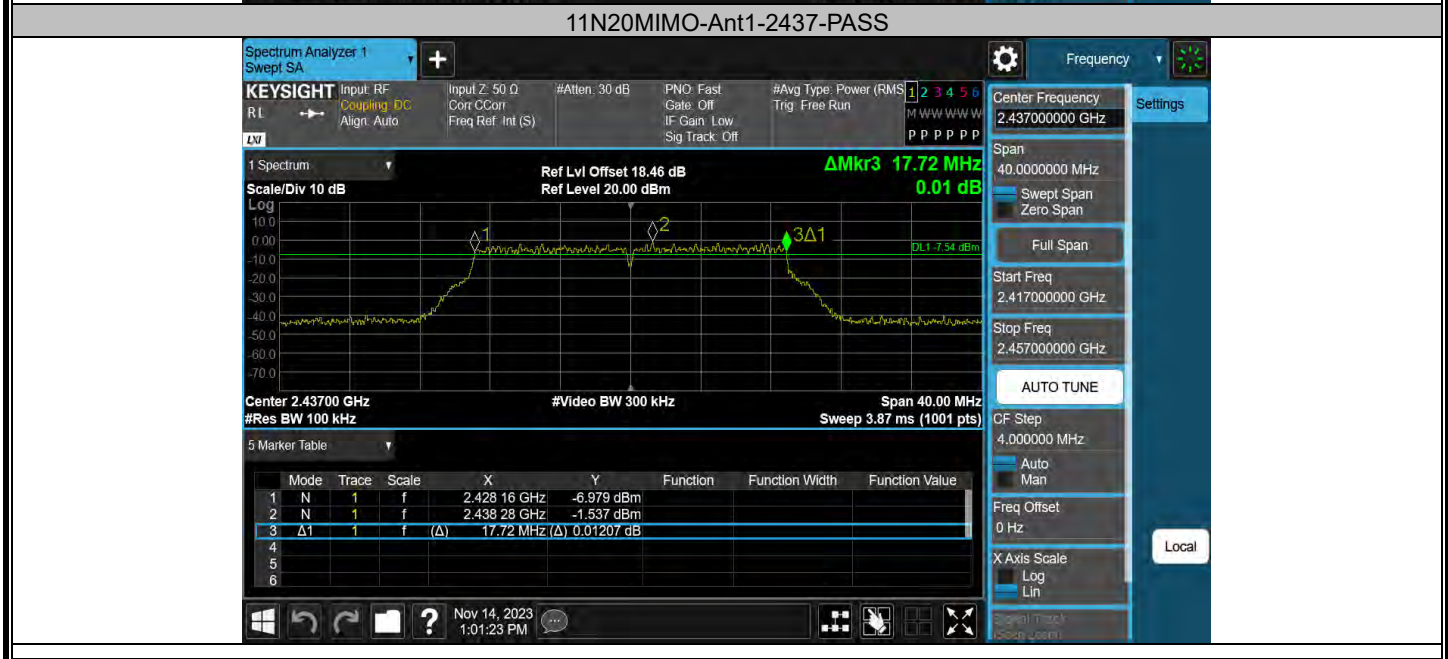 11N20MIMO-Ant1-2437-PASS
Spectrum Analyzer 1
Swept SA
+
Frequency
KEYSIGHT
RL
LXI
Input: RF
Coupling: DC
Align: Auto
Input Z: 50 Ω
Corr CCorr
Freq Ref: Int (S)
#Atten: 30 dB
PNO: Fast
Gate: Off
IF Gain: Low
Sig Track: Off
#Avg Type: Power (RMS
Trig: Free Run
1 2 3 4 5 6
M W W W W W
P P P P P P
Center Frequency
2.437000000 GHz
Settings
Span
40.0000000 MHz
Swept Span
Zero Span
Full Span
Start Freq
2.417000000 GHz
Stop Freq
2.457000000 GHz
AUTO TUNE
CF Step
4.000000 MHz
Auto
Man
Freq Offset
0 Hz
X Axis Scale
Log
Lin
Local
1 Spectrum
Scale/Div 10 dB
Ref Lvl Offset 18.46 dB
Ref Level 20.00 dBm
ΔMkr3 17.72 MHz
0.01 dB
Log
10.0
0.00
-10.0
-20.0
-30.0
-40.0
-50.0
-60.0
-70.0
1
2
3Δ1
DL1 -7.54 dBm
Center 2.43700 GHz
#Video BW 300 kHz
Span 40.00 MHz
#Res BW 100 kHz
Sweep 3.87 ms (1001 pts)
5 Marker Table
Mode Trace Scale X Y Function Function Width Function Value
1 N 1 f 2.428 16 GHz -6.979 dBm
2 N 1 f 2.438 28 GHz -1.537 dBm
3 Δ1 1 f (Δ) 17.72 MHz (Δ) 0.01207 dB
4
5
6
?
Nov 14, 2023
1:01:23 PM